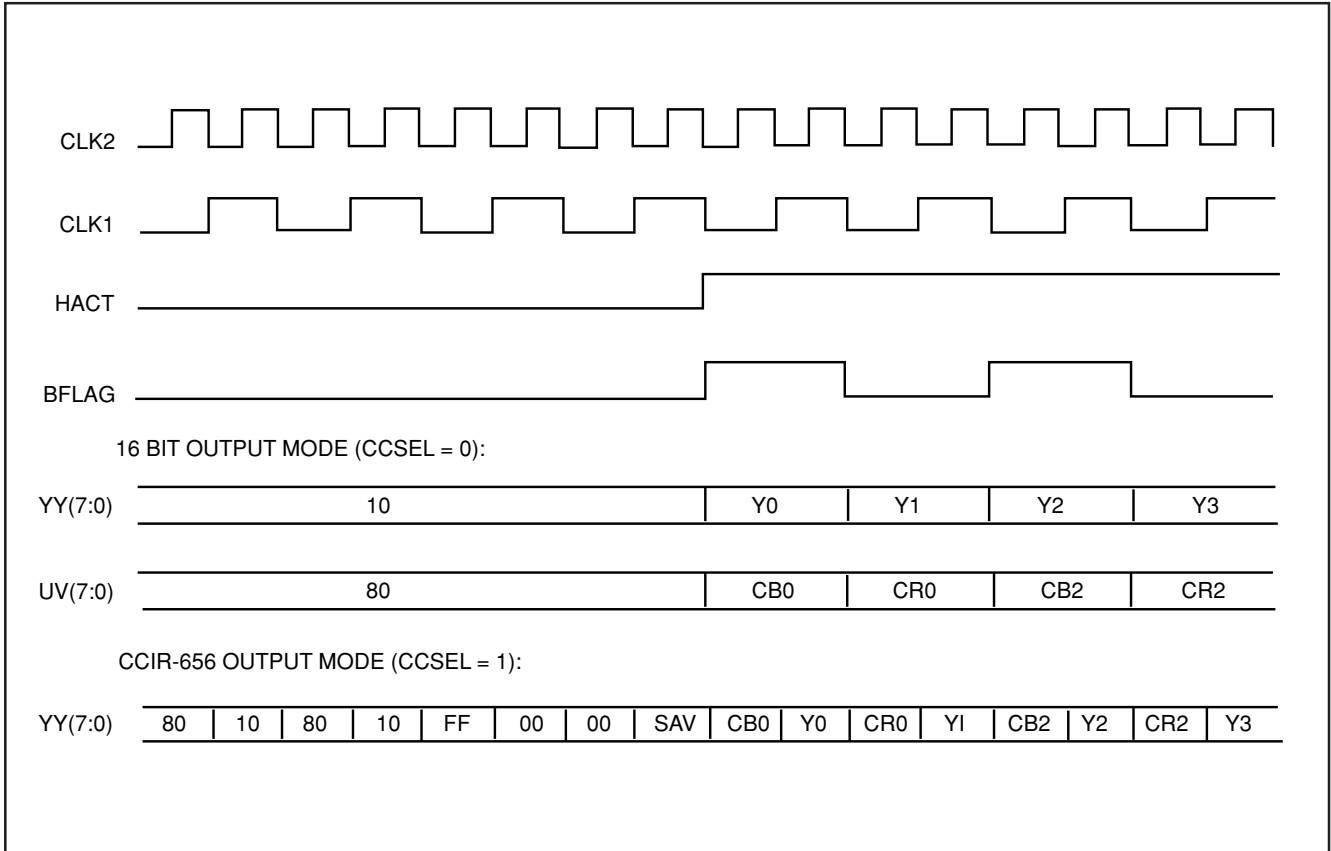 CLK2
CLK1
HACT
BFLAG
16 BIT OUTPUT MODE (CCSEL = 0):
YY(7:0) 10 Y0 Y1 Y2 Y3
UV(7:0) 80 CB0 CR0 CB2 CR2
CCIR-656 OUTPUT MODE (CCSEL = 1):
YY(7:0) 80 10 80 10 FF 00 00 SAV CB0 Y0 CR0 YI CB2 Y2 CR2 Y3